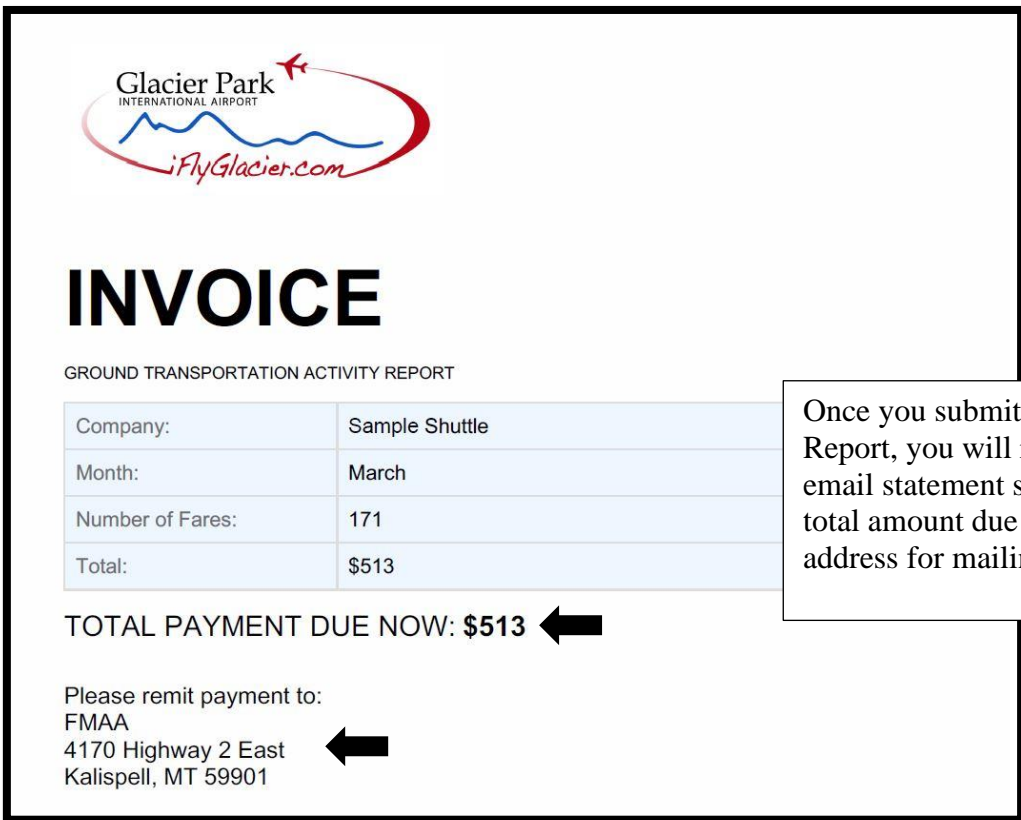 Glacier Park
INTERNATIONAL AIRPORT
iFlyGlacier.com
INVOICE
GROUND TRANSPORTATION ACTIVITY REPORT
Company: Sample Shuttle
Month: March
Number of Fares: 171
Total: $513
Once you submit
Report, you will
email statement
total amount due
address for
TOTAL PAYMENT DUE NOW: $513
Please remit payment to:
FMAA
4170 Highway 2 East
Kalispell, MT 59901